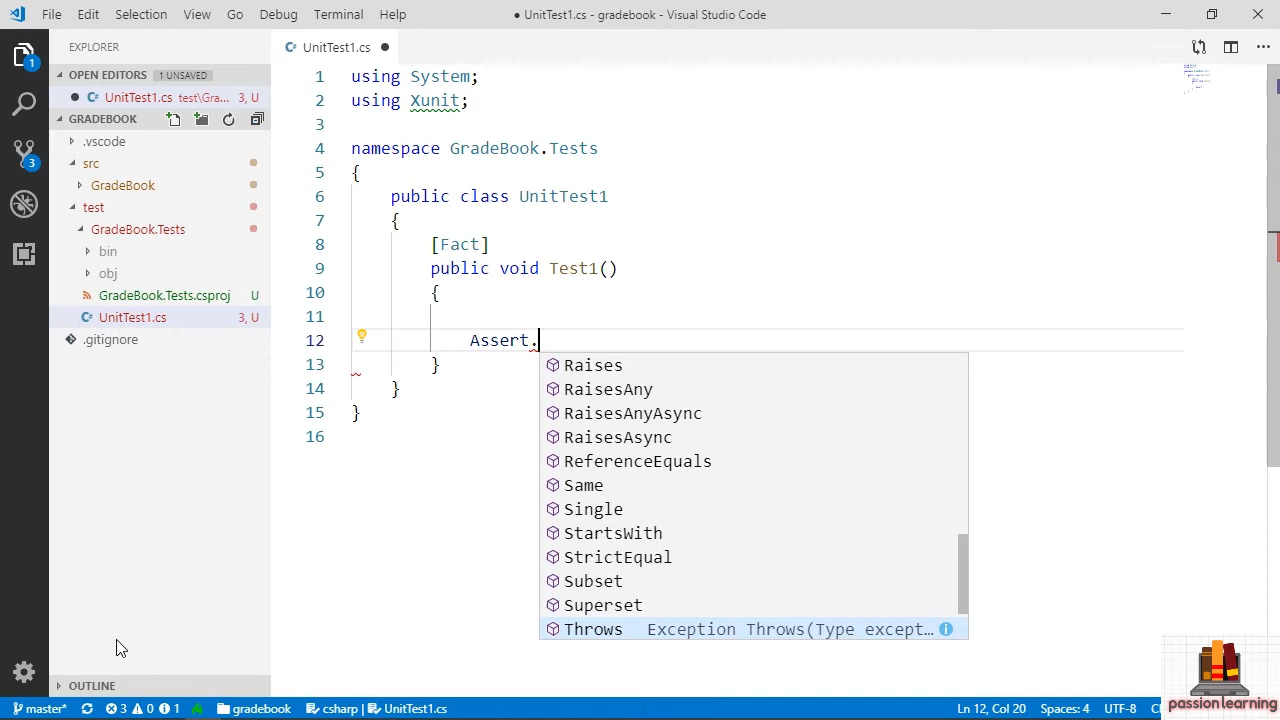 File Edit Selection View Go Debug Terminal Help
● UnitTest1.cs - gradebook - Visual Studio Code
EXPLORER
OPEN EDITORS 1 UNSAVED
UnitTest1.cs test\Gra... 3, U
GRADEBOOK
.vscode
src
GradeBook
test
GradeBook.Tests
bin
obj
GradeBook.Tests.csproj U
UnitTest1.cs 3, U
.gitignore
OUTLINE
1
3
UnitTest1.cs
1 using System;
2 using Xunit;
3
4 namespace GradeBook.Tests
5 {
6 public class UnitTest1
7 {
8 [Fact]
9 public void Test1()
10 {
11
12 Assert.
13 }
14 }
15 }
16
Raises
RaisesAny
RaisesAnyAsync
RaisesAsync
ReferenceEquals
Same
Single
StartsWith
StrictEqual
Subset
Superset
Throws Exception Throws(Type except...
master* 3 0 1 gradebook csharp | UnitTest1.cs Ln 12, Col 20 Spaces: 4 UTF-8
passion learning